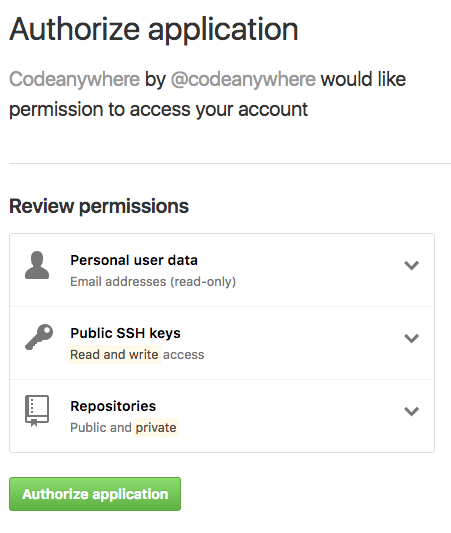 Authorize application
Codeanywhere by @codeanywhere would like
permission to access your account
Review permissions
Personal user data
Email addresses (read-only)
Public SSH keys
Read and write access
Repositories
Public and private
Authorize application